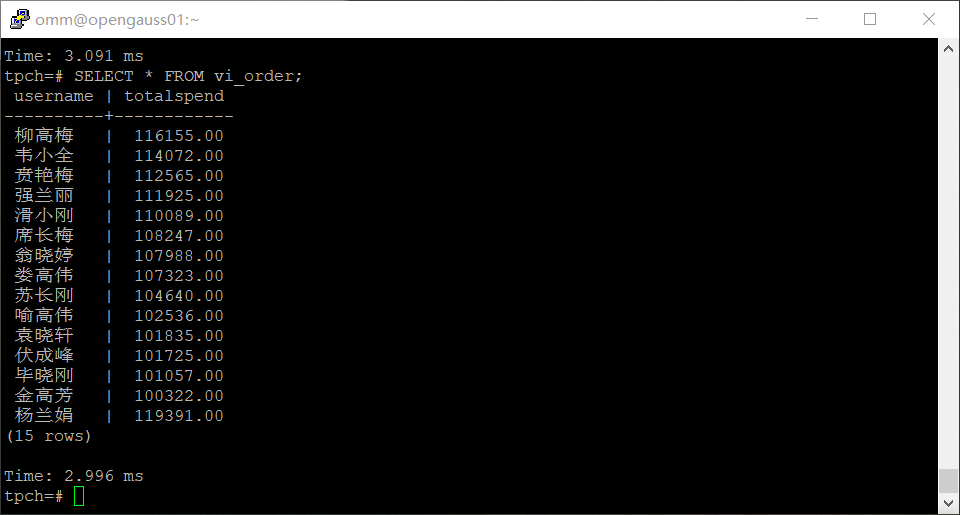 omm@opengauss01:~
Time: 3.091 ms
tpch=# SELECT * FROM vi_order;
 username | totalspend
----------+------------
 柳高梅   |  116155.00
 韦小全   |  114072.00
 贲艳梅   |  112565.00
 强兰丽   |  111925.00
 滑小刚   |  110089.00
 席长梅   |  108247.00
 翁晓婷   |  107988.00
 娄高伟   |  107323.00
 苏长刚   |  104640.00
 喻高伟   |  102536.00
 袁晓轩   |  101835.00
 伏成峰   |  101725.00
 毕晓刚   |  101057.00
 金高芳   |  100322.00
 杨兰娟   |  119391.00
(15 rows)
Time: 2.996 ms
tpch=#